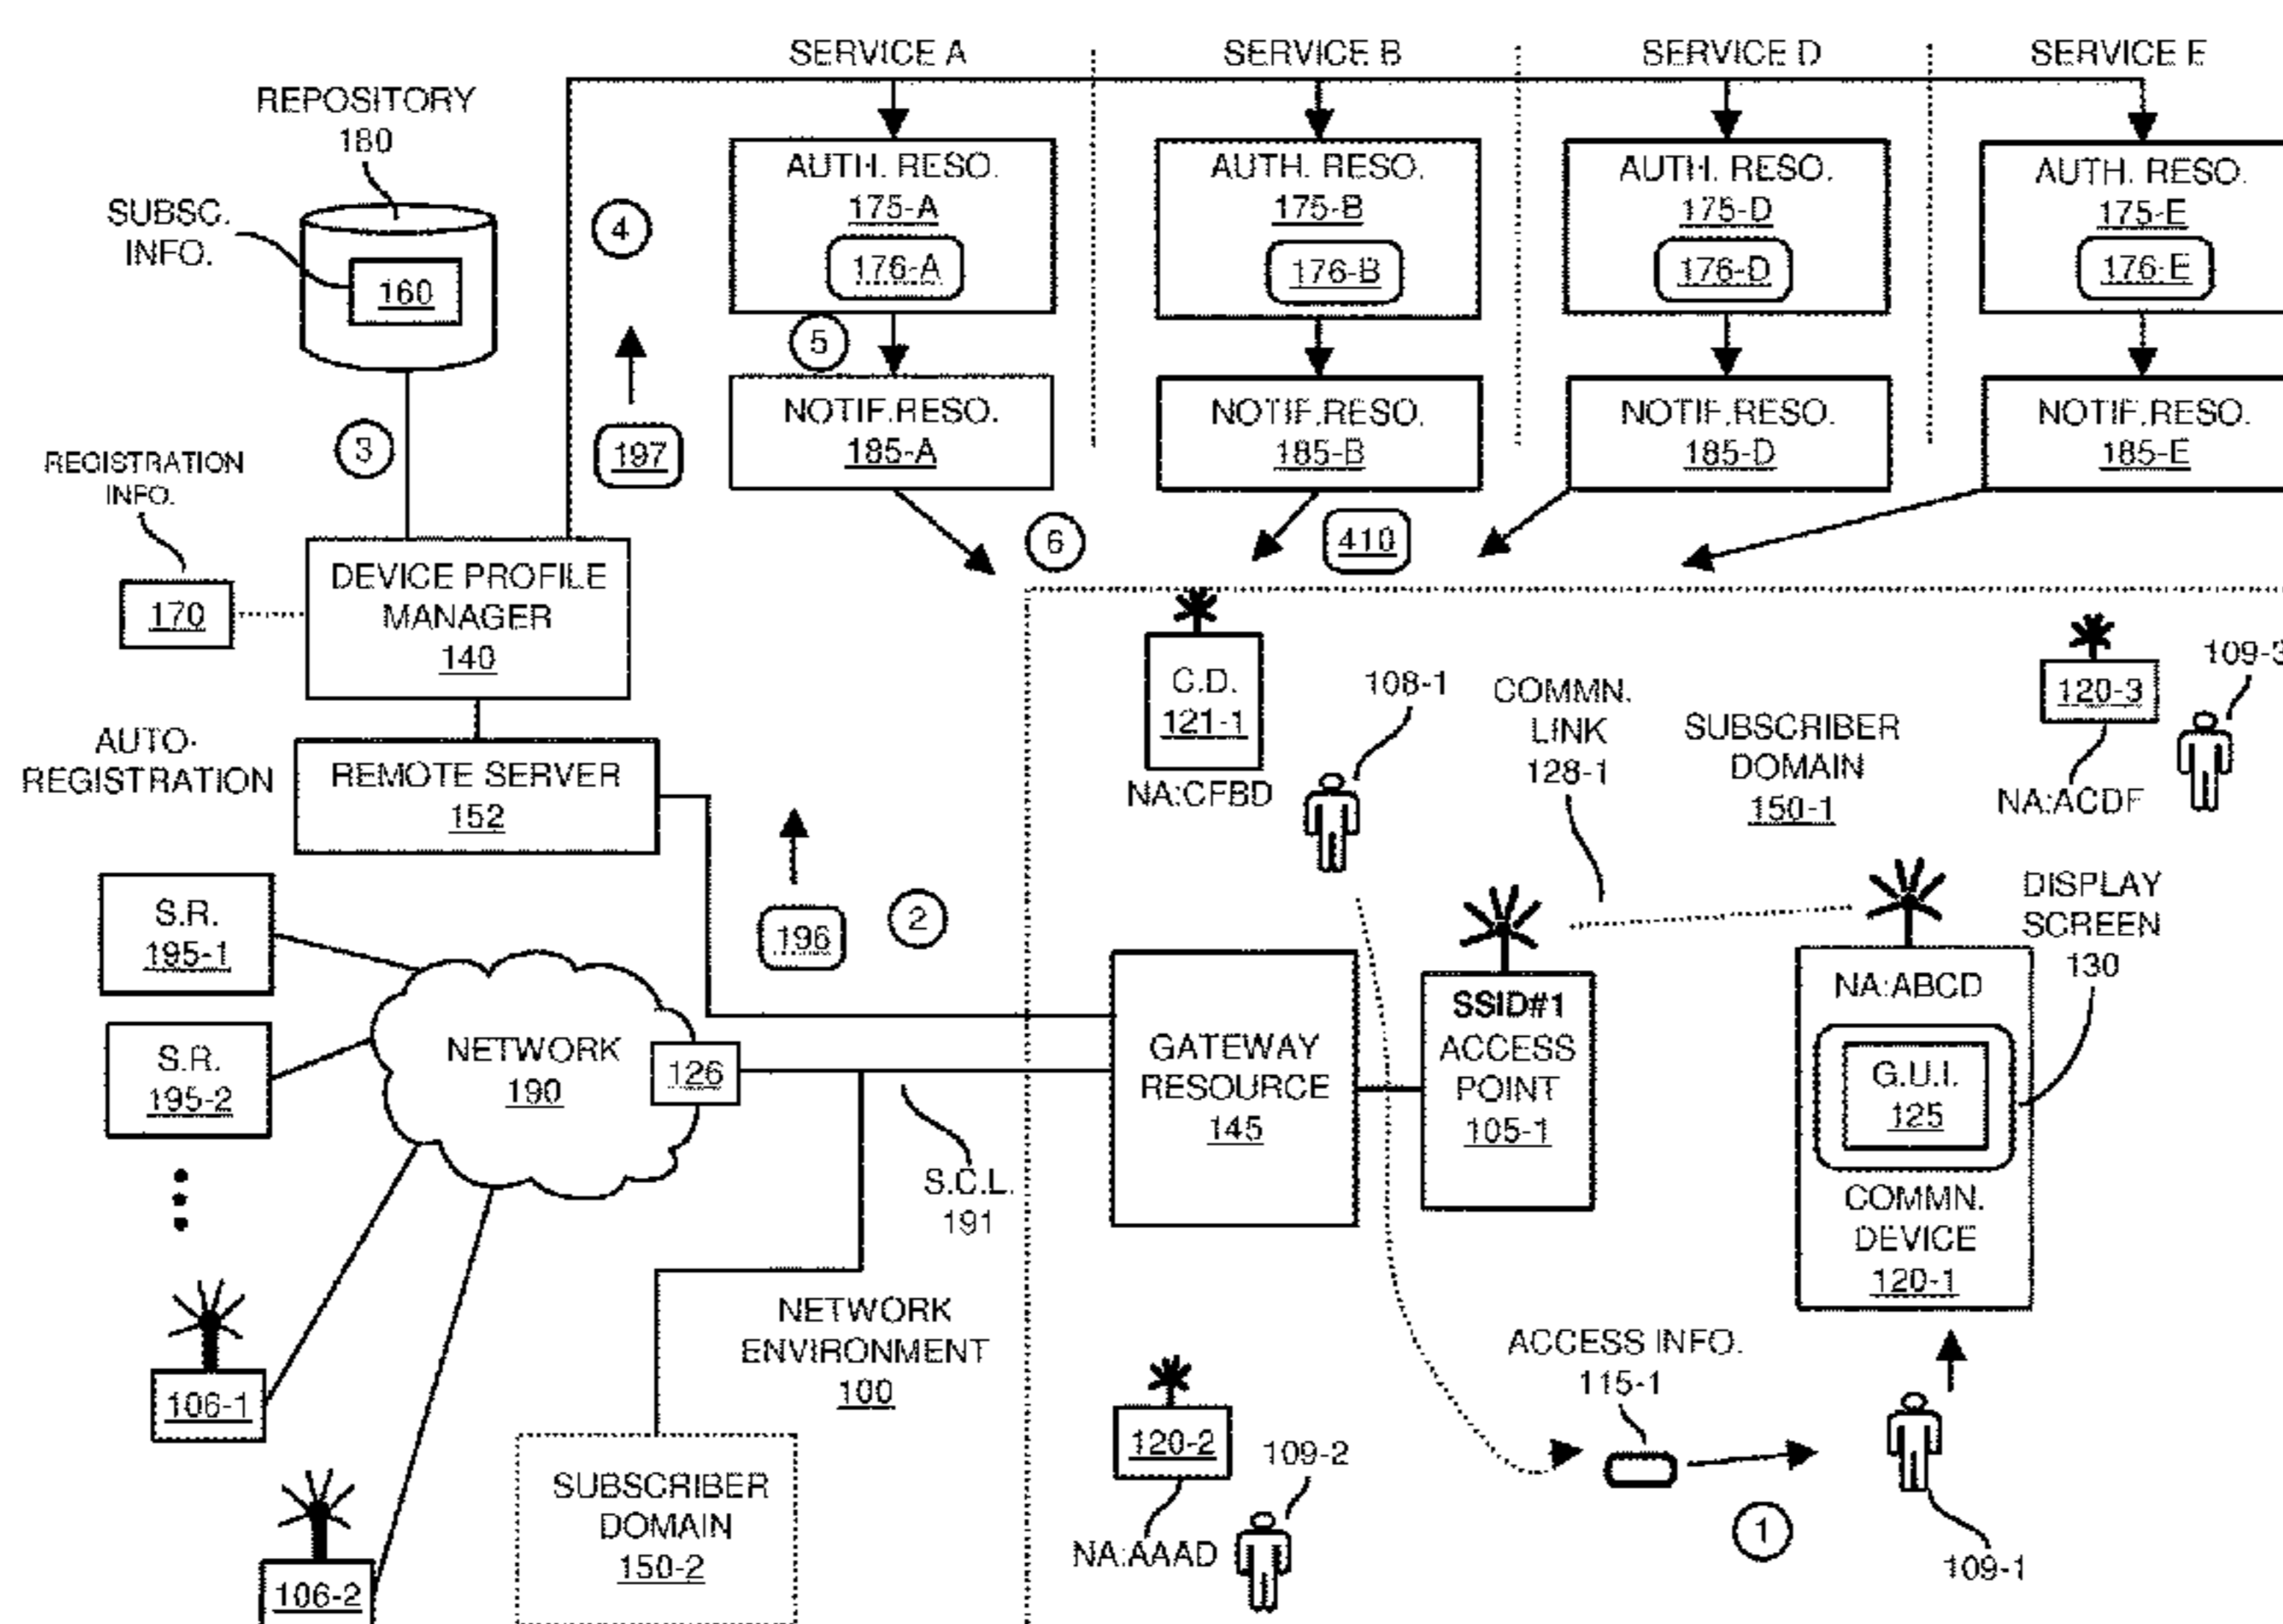 SERVICE A
SERVICE B
SERVICE D
SERVICE E
REPOSITORY
180
SUBSC.
INFO.
160
4
AUTH. RESO.
175-A
176-A
AUTH. RESO.
175-B
176-B
AUTH. RESO.
175-D
176-D
AUTH. RESO.
175-E
176-E
5
3
197
NOTIF.RESO.
185-A
NOTIF.RESO.
185-B
NOTIF.RESO.
185-D
NOTIF.RESO.
185-E
REGISTRATION
INFO.
170
6
410
DEVICE PROFILE
MANAGER
140
AUTO-
REGISTRATION
REMOTE SERVER
152
C.D.
121-1
NA:CFBD
108-1
COMMN.
LINK
128-1
SUBSCRIBER
DOMAIN
150-1
120-3
NA:ACDF
109-3
S.R.
195-1
S.R.
195-2
196
2
NETWORK
190
126
S.C.L.
191
GATEWAY
RESOURCE
145
SSID#1
ACCESS
POINT
105-1
DISPLAY
SCREEN
130
NA:ABCD
G.U.I.
125
COMMN.
DEVICE
120-1
106-1
106-2
NETWORK
ENVIRONMENT
100
SUBSCRIBER
DOMAIN
150-2
120-2
NA:AAAD
109-2
ACCESS INFO.
115-1
1
109-1